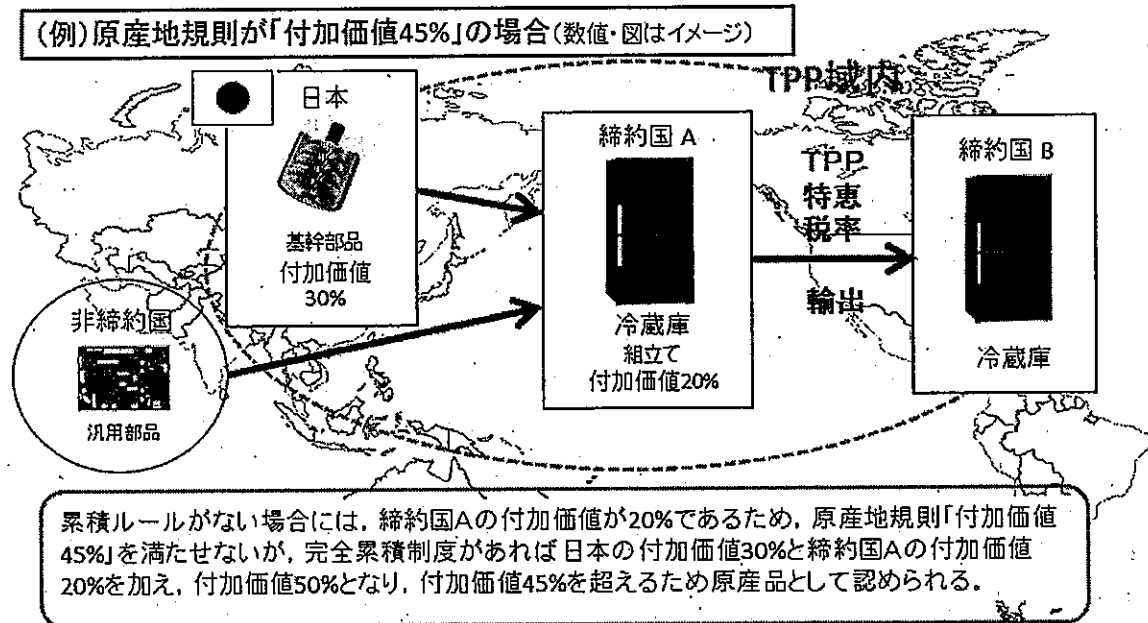 (例)原産地規則が「付加価値45%」の場合(数値・図はイメージ)
TPP域内
日本
基幹部品
付加価値
30%
非締約国
汎用部品
締約国 A
冷蔵庫
組立て
付加価値20%
TPP
特恵
税率
輸出
締約国 B
冷蔵庫
累積ルールがない場合には，締約国Aの付加価値が20%であるため，原産地規則「付加価値
45%」を満たせないが，完全累積制度があれば日本の付加価値30%と締約国Aの付加価値
20%を加え，付加価値50%となり，付加価値45%を超えるため原産品として認められる。